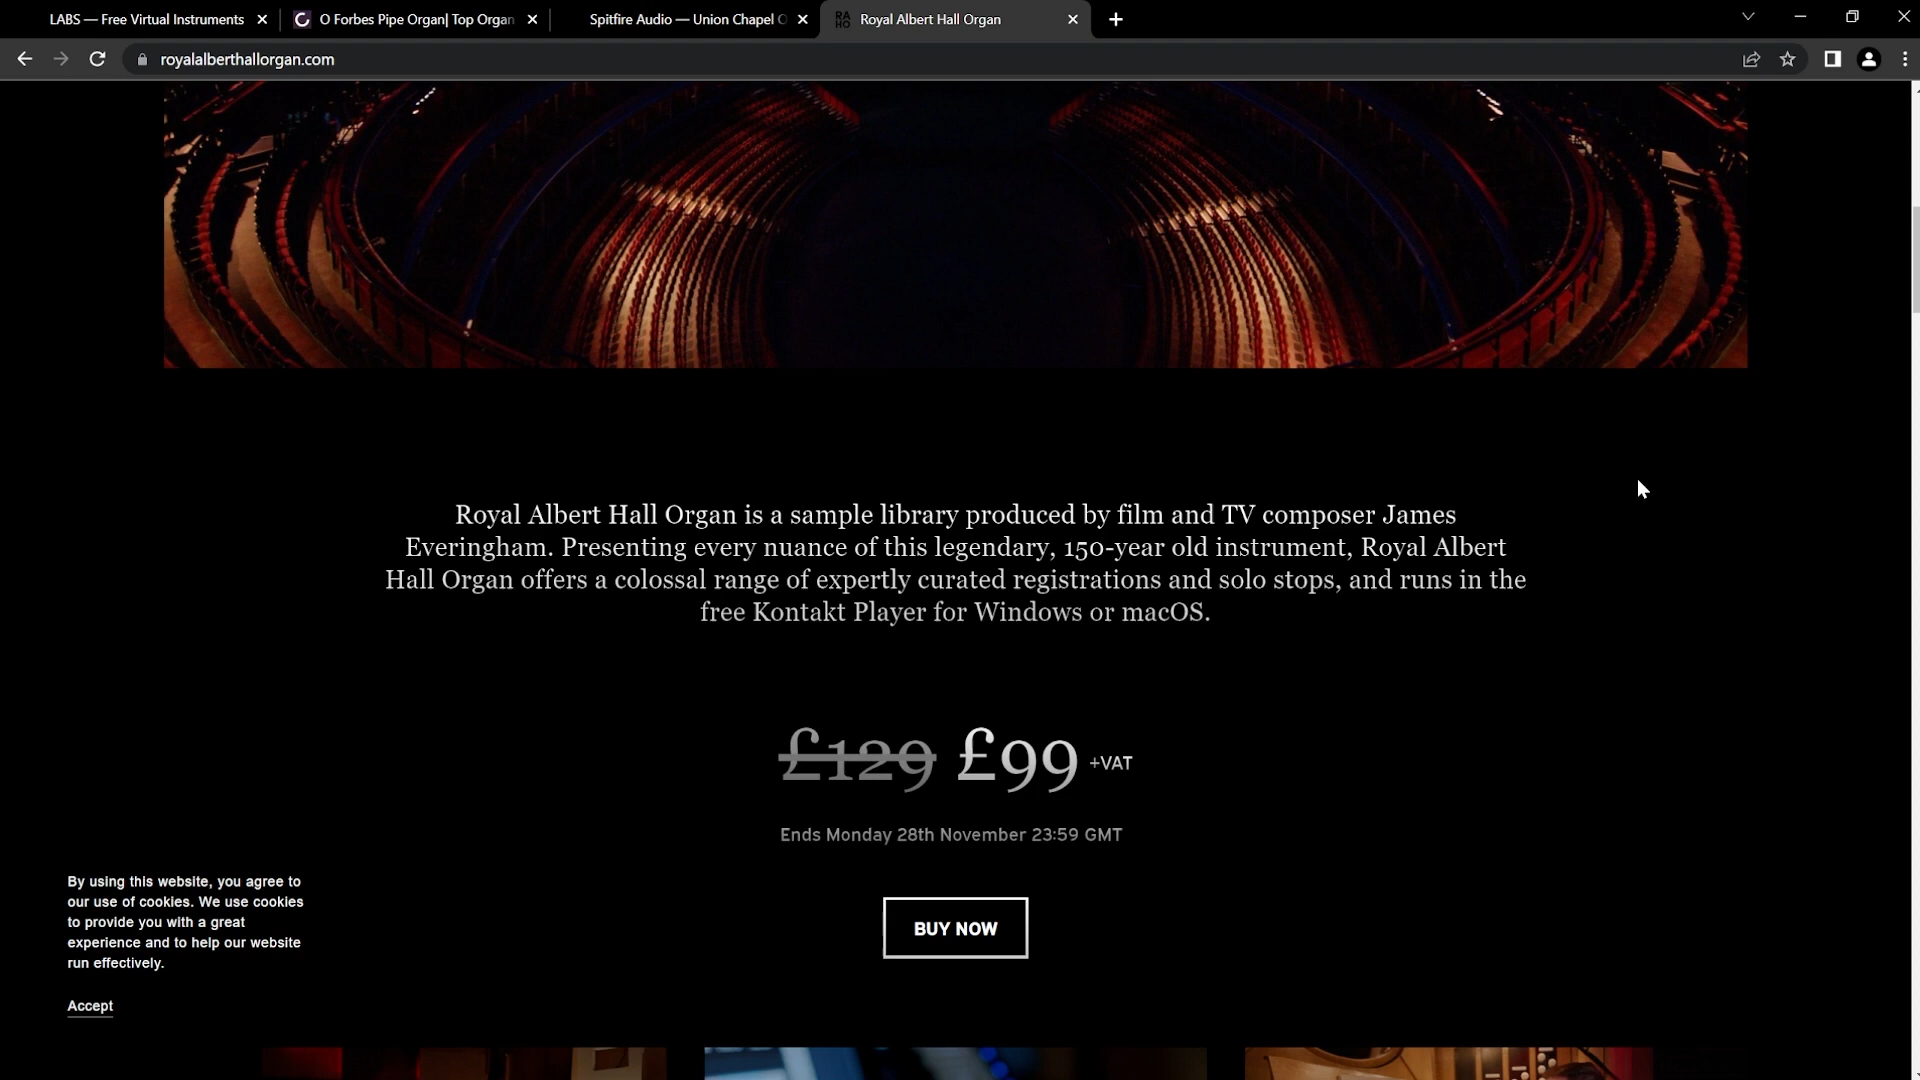 LABS — Free Virtual Instruments
O Forbes Pipe Organ| Top Organ
Spitfire Audio — Union Chapel O
RA
HO
Royal Albert Hall Organ
royalalberthallorgan.com
Royal Albert Hall Organ is a sample library produced by film and TV composer James
Everingham. Presenting every nuance of this legendary, 150-year old instrument, Royal Albert
Hall Organ offers a colossal range of expertly curated registrations and solo stops, and runs in the
free Kontakt Player for Windows or macOS.
£129 £99 +VAT
Ends Monday 28th November 23:59 GMT
BUY NOW
By using this website, you agree to
our use of cookies. We use cookies
to provide you with a great
experience and to help our website
run effectively.
Accept